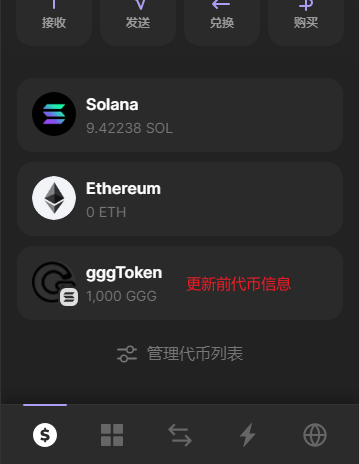 接收 发送 兑换 购买
Solana
9.42238 SOL
Ethereum
0 ETH
gggToken
1,000 GGG
更新前代币信息
管理代币列表